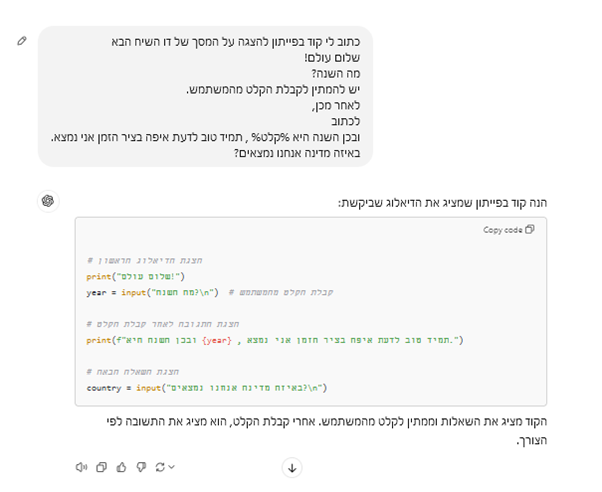 כתוב לי קוד בפייתון להצגה על המסך של דו השיח הבא
שלום עולם!
מה השנה?
יש להמתין לקבלת הקלט מהמשתמש.
לאחר מכן,
לכתוב
ובכן השנה היא %קלט% , תמיד טוב לדעת איפה בציר הזמן אני נמצא.
באיזה מדינה אנחנו נמצאים?
הנה קוד בפייתון שמציג את הדיאלוג שביקשת:
Copy code
# הצגת הדיאלוג הראשון
print("שלום עולם!")
year = input("מה השנה?\n")  # קבלת הקלט מהמשתמש
# הצגת התגובה לאחר קבלת הקלט
print(f"ובכן השנה היא {year} , תמיד טוב לדעת איפה בציר הזמן אני נמצא.")
# הצגת השאלה הבאה
country = input("באיזה מדינה אנחנו נמצאים?\n")
הקוד מציג את השאלות וממתין לקלט מהמשתמש. אחרי קבלת הקלט, הוא מציג את התשובה לפי
הצורך.